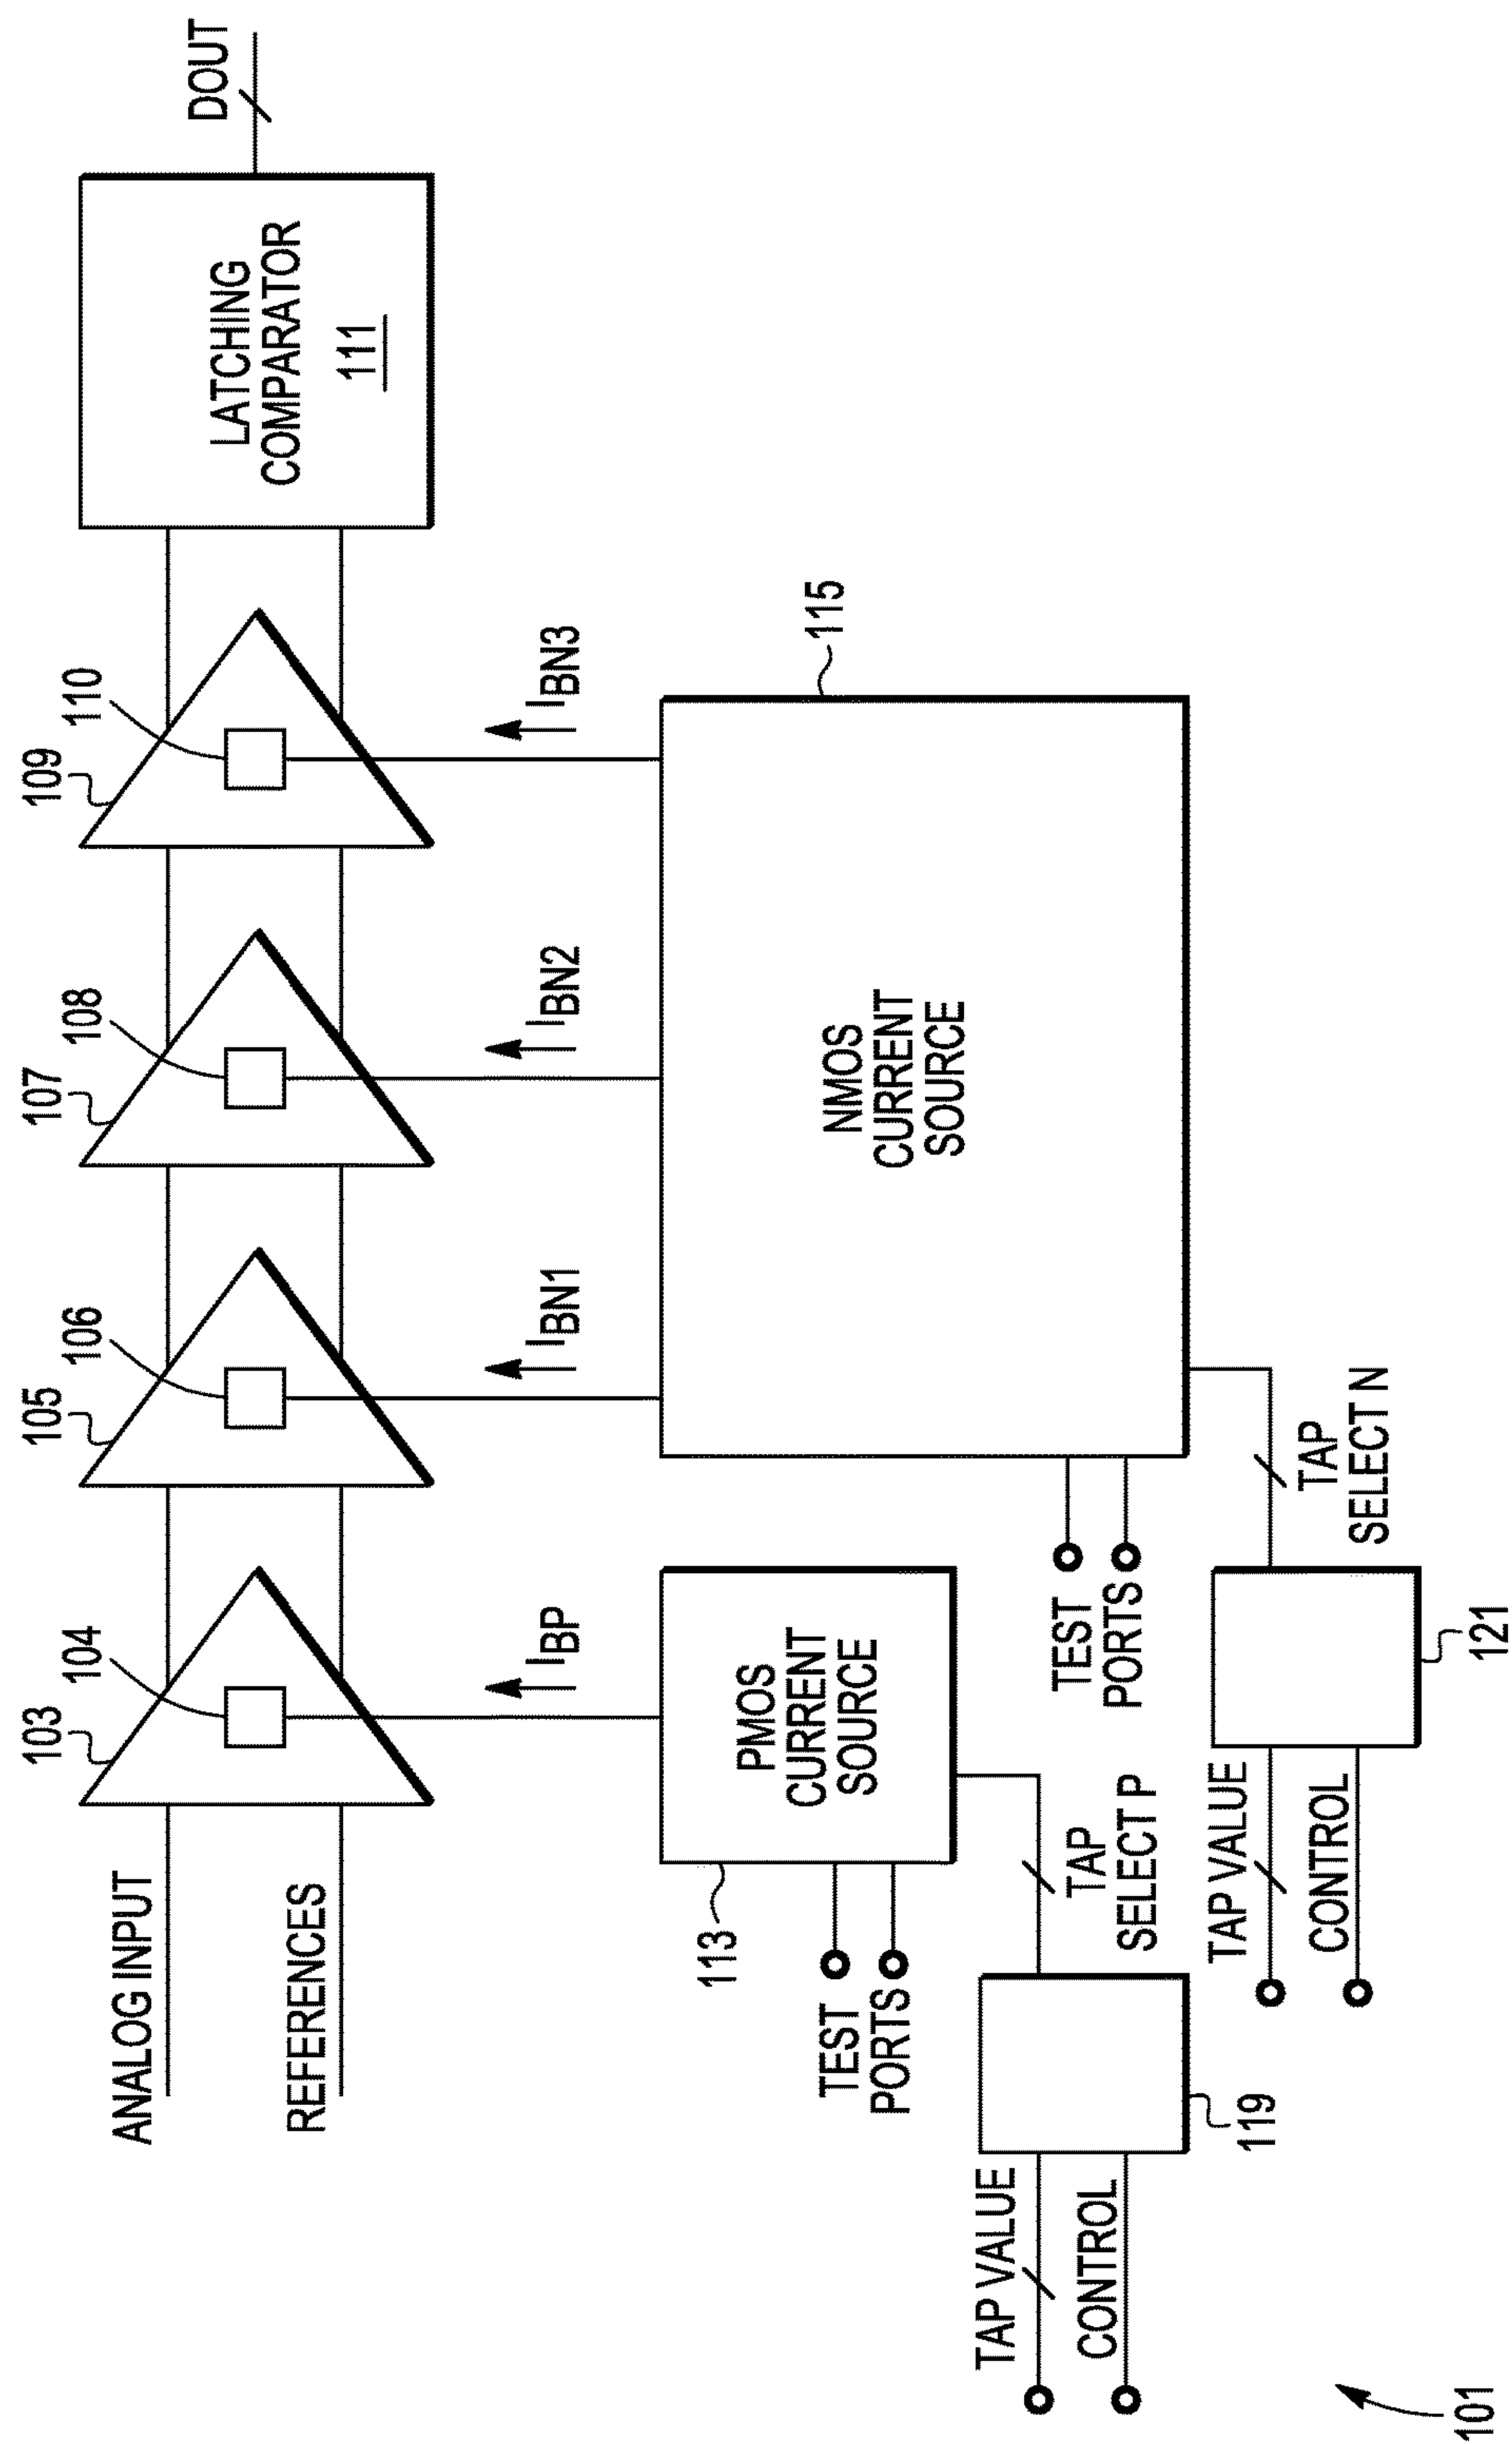 109
110
107
108
105
106
103
104
ANALOG INPUT
REFERENCES
LATCHING
COMPARATOR
111
DOUT
IBP
IBN1
IBN2
IBN3
PMOS
CURRENT
SOURCE
113
TEST
PORTS
TAP
SELECT P
NMOS
CURRENT
SOURCE
115
TEST
PORTS
TAP
SELECT N
TAP VALUE
CONTROL
119
TAP VALUE
CONTROL
121
101